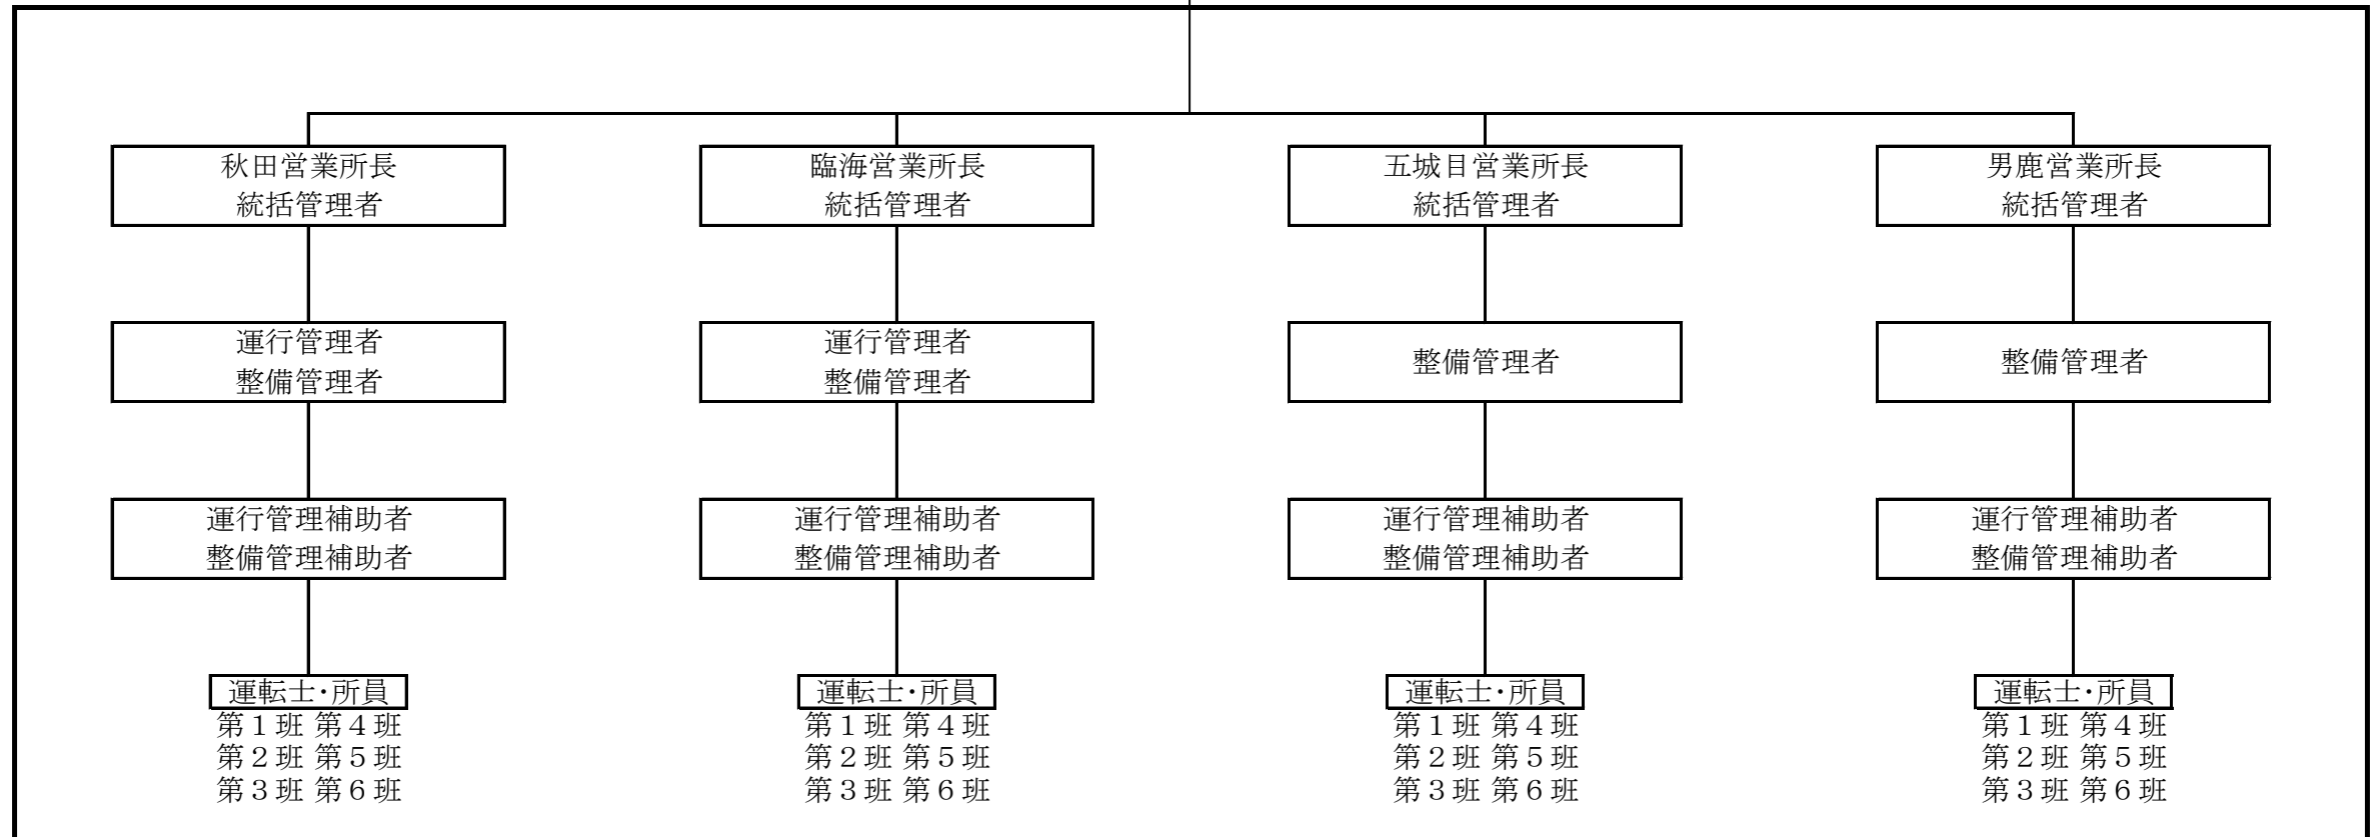 秋田営業所長
統括管理者
臨海営業所長
統括管理者
五城目営業所長
統括管理者
男鹿営業所長
統括管理者
運行管理者
整備管理者
運行管理者
整備管理者
整備管理者
整備管理者
運行管理補助者
整備管理補助者
運行管理補助者
整備管理補助者
運行管理補助者
整備管理補助者
運行管理補助者
整備管理補助者
運転士・所員
第１班 第４班
第２班 第５班
第３班 第６班
運転士・所員
第１班 第４班
第２班 第５班
第３班 第６班
運転士・所員
第１班 第４班
第２班 第５班
第３班 第６班
運転士・所員
第１班 第４班
第２班 第５班
第３班 第６班